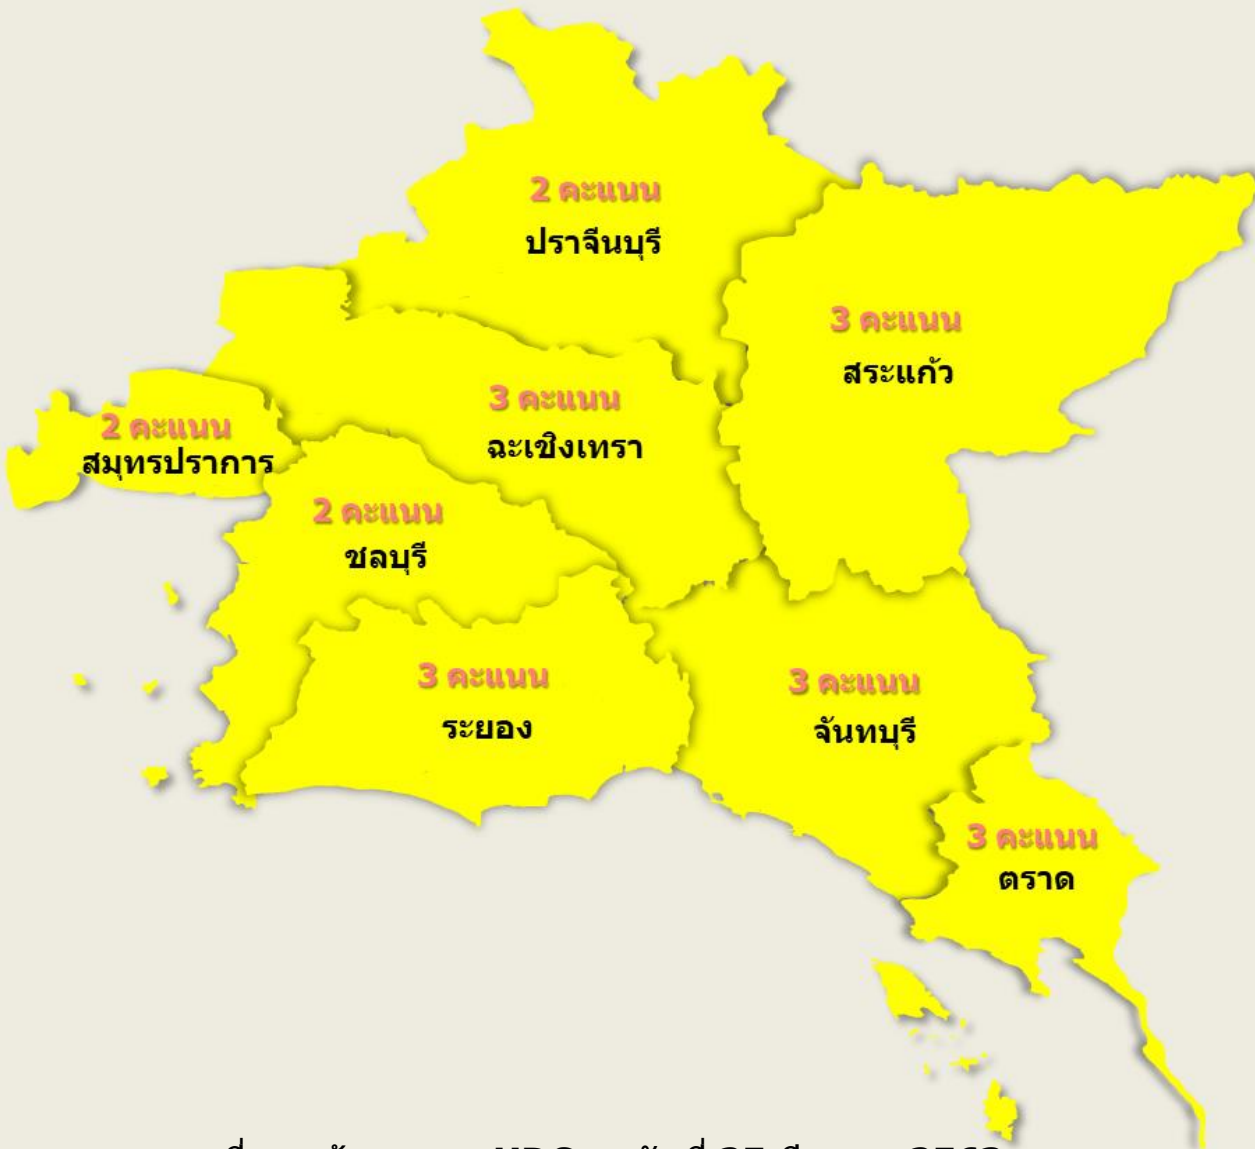 2 คะแนน
ปราจีนบุรี
3 คะแนน
สระแก้ว
3 คะแนน
ฉะเชิงเทรา
2 คะแนน
สมุทรปราการ
2 คะแนน
ชลบุรี
3 คะแนน
ระยอง
3 คะแนน
จันทบุรี
3 คะแนน
ตราด